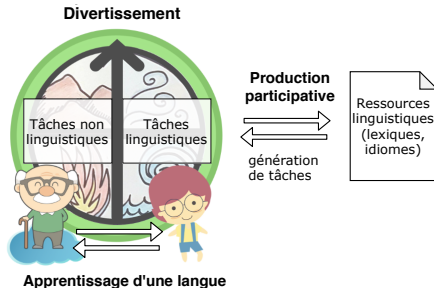 Divertissement
Tâches non
linguistiques
Tâches
linguistiques
Production
participative
génération
de tâches
Ressources
linguistiques
(lexiques,
idiomes)
Apprentissage d'une langue